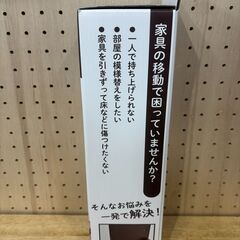 家具の移動で困っていませんか?
●一人で持ち上げられない
●部屋の模様替えをしたい
●家具を引きずって床などに傷つけたくない
そんなお悩みを
一発で解決!